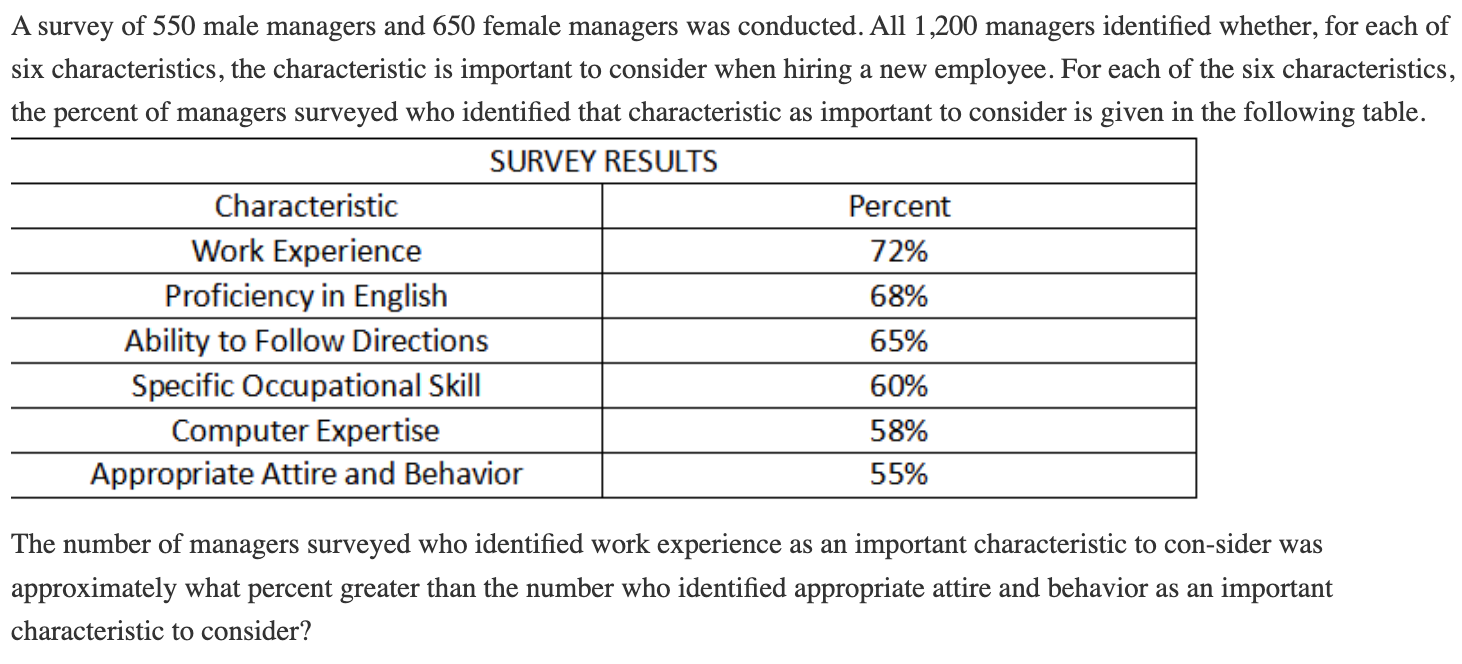 A survey of 550 male managers and 650 female managers was conducted. All 1,200 managers identified whether, for each of
six characteristics, the characteristic is important to consider when hiring a new employee. For each of the six characteristics,
the percent of managers surveyed who identified that characteristic as important to consider is given in the following table.
SURVEY RESULTS
Characteristic Percent
Work Experience 72%
Proficiency in English 68%
Ability to Follow Directions 65%
Specific Occupational Skill 60%
Computer Expertise 58%
Appropriate Attire and Behavior 55%
The number of managers surveyed who identified work experience as an important characteristic to con-sider was
approximately what percent greater than the number who identified appropriate attire and behavior as an important
characteristic to consider?